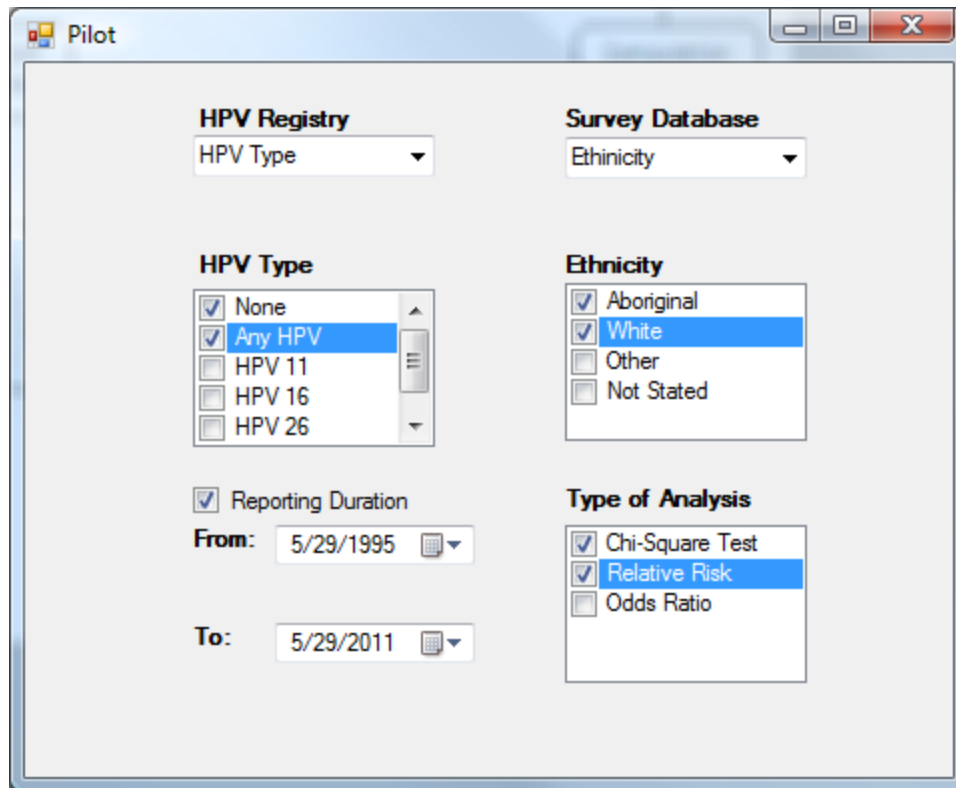 Pilot
HPV Registry
HPV Type
Survey Database
Ethinicity
HPV Type
None
Any HPV
HPV 11
HPV 16
HPV 26
Ethnicity
Aboriginal
White
Other
Not Stated
Reporting Duration
From: 5/29/1995
To: 5/29/2011
Type of Analysis
Chi-Square Test
Relative Risk
Odds Ratio